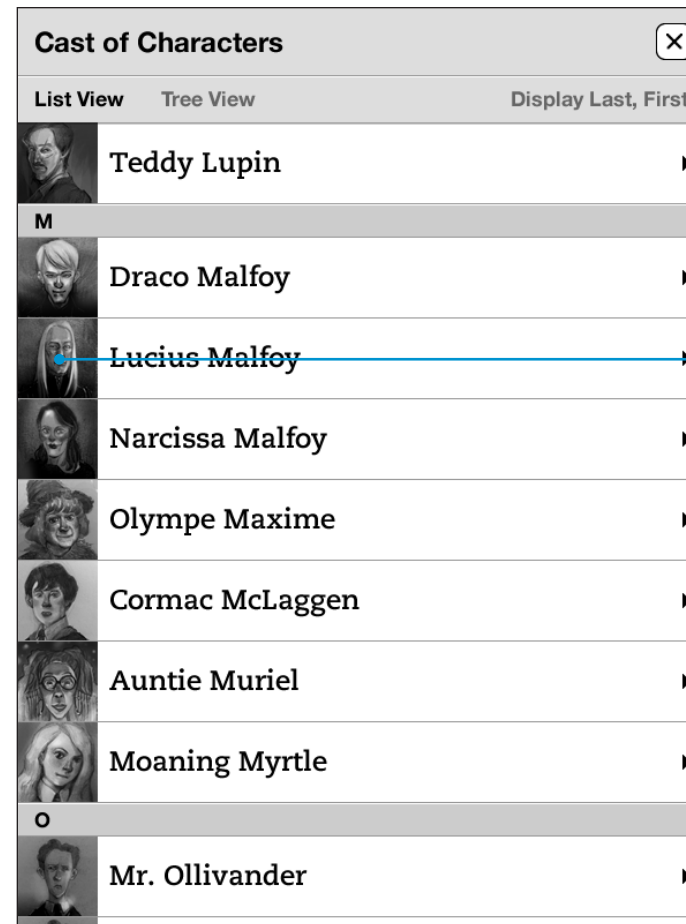 Cast of Characters
List View Tree View Display Last, First
Teddy Lupin
M
Draco Malfoy
Lucius Malfoy
Narcissa Malfoy
Olympe Maxime
Cormac McLaggen
Auntie Muriel
Moaning Myrtle
O
Mr. Ollivander